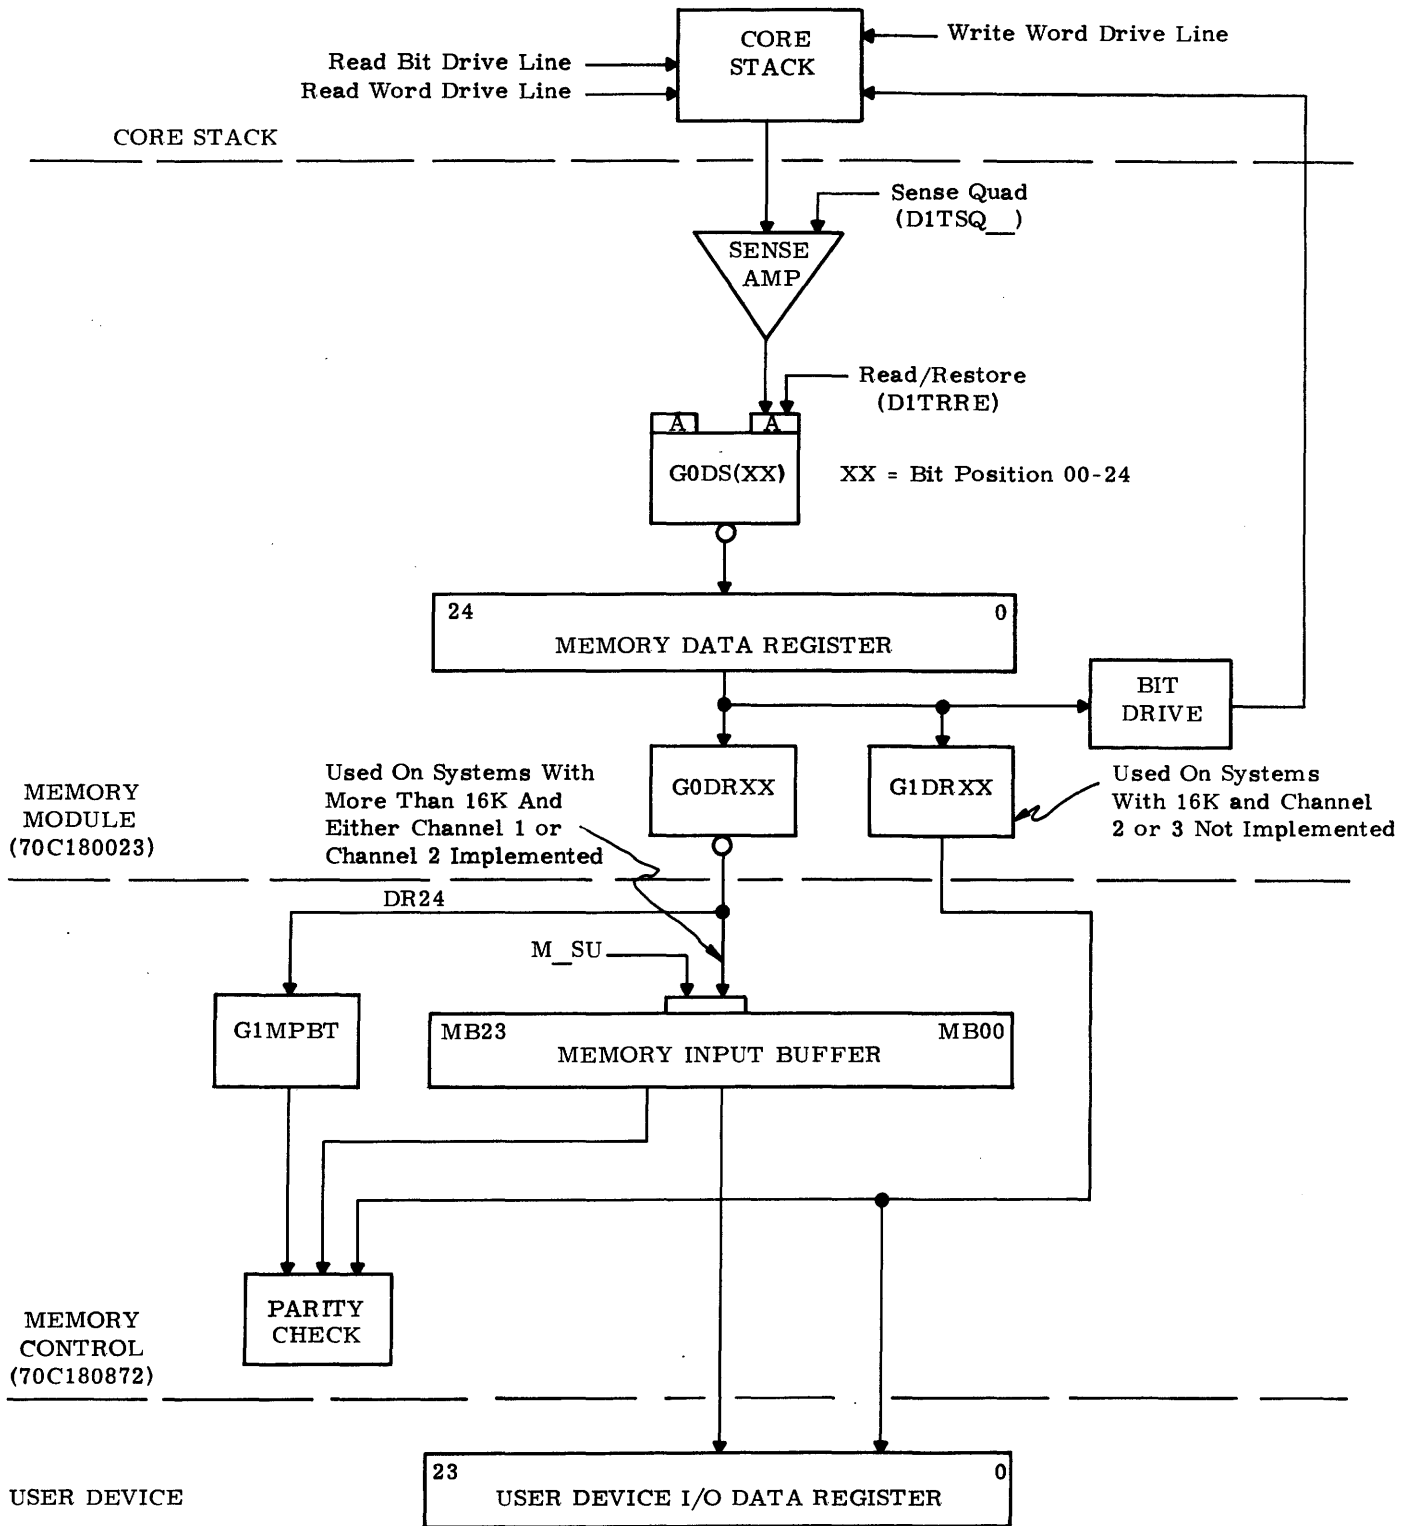 CORE
STACK
Write Word Drive Line
Read Bit Drive Line
Read Word Drive Line
CORE STACK
Sense Quad
(D1TSQ__)
SENSE
AMP
Read/Restore
(D1TRRE)
A
A
G0DS(XX)
XX = Bit Position 00-24
24
0
MEMORY DATA REGISTER
BIT
DRIVE
Used On Systems With
More Than 16K And
Either Channel 1 or
Channel 2 Implemented
G0DRXX
G1DRXX
Used On Systems
With 16K and Channel
2 or 3 Not Implemented
MEMORY
MODULE
(70C180023)
DR24
M_SU
G1MPBT
MB23
MB00
MEMORY INPUT BUFFER
PARITY
CHECK
MEMORY
CONTROL
(70C180872)
23
0
USER DEVICE
USER DEVICE I/O DATA REGISTER